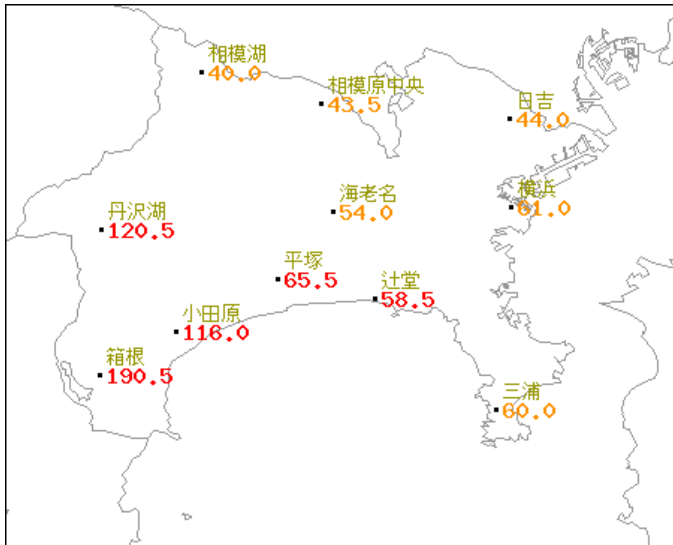 相模湖
40.0
相模原中央
43.5
日吉
44.0
海老名
54.0
横浜
61.0
丹沢湖
120.5
平塚
65.5
辻堂
58.5
小田原
116.0
箱根
190.5
三浦
60.0